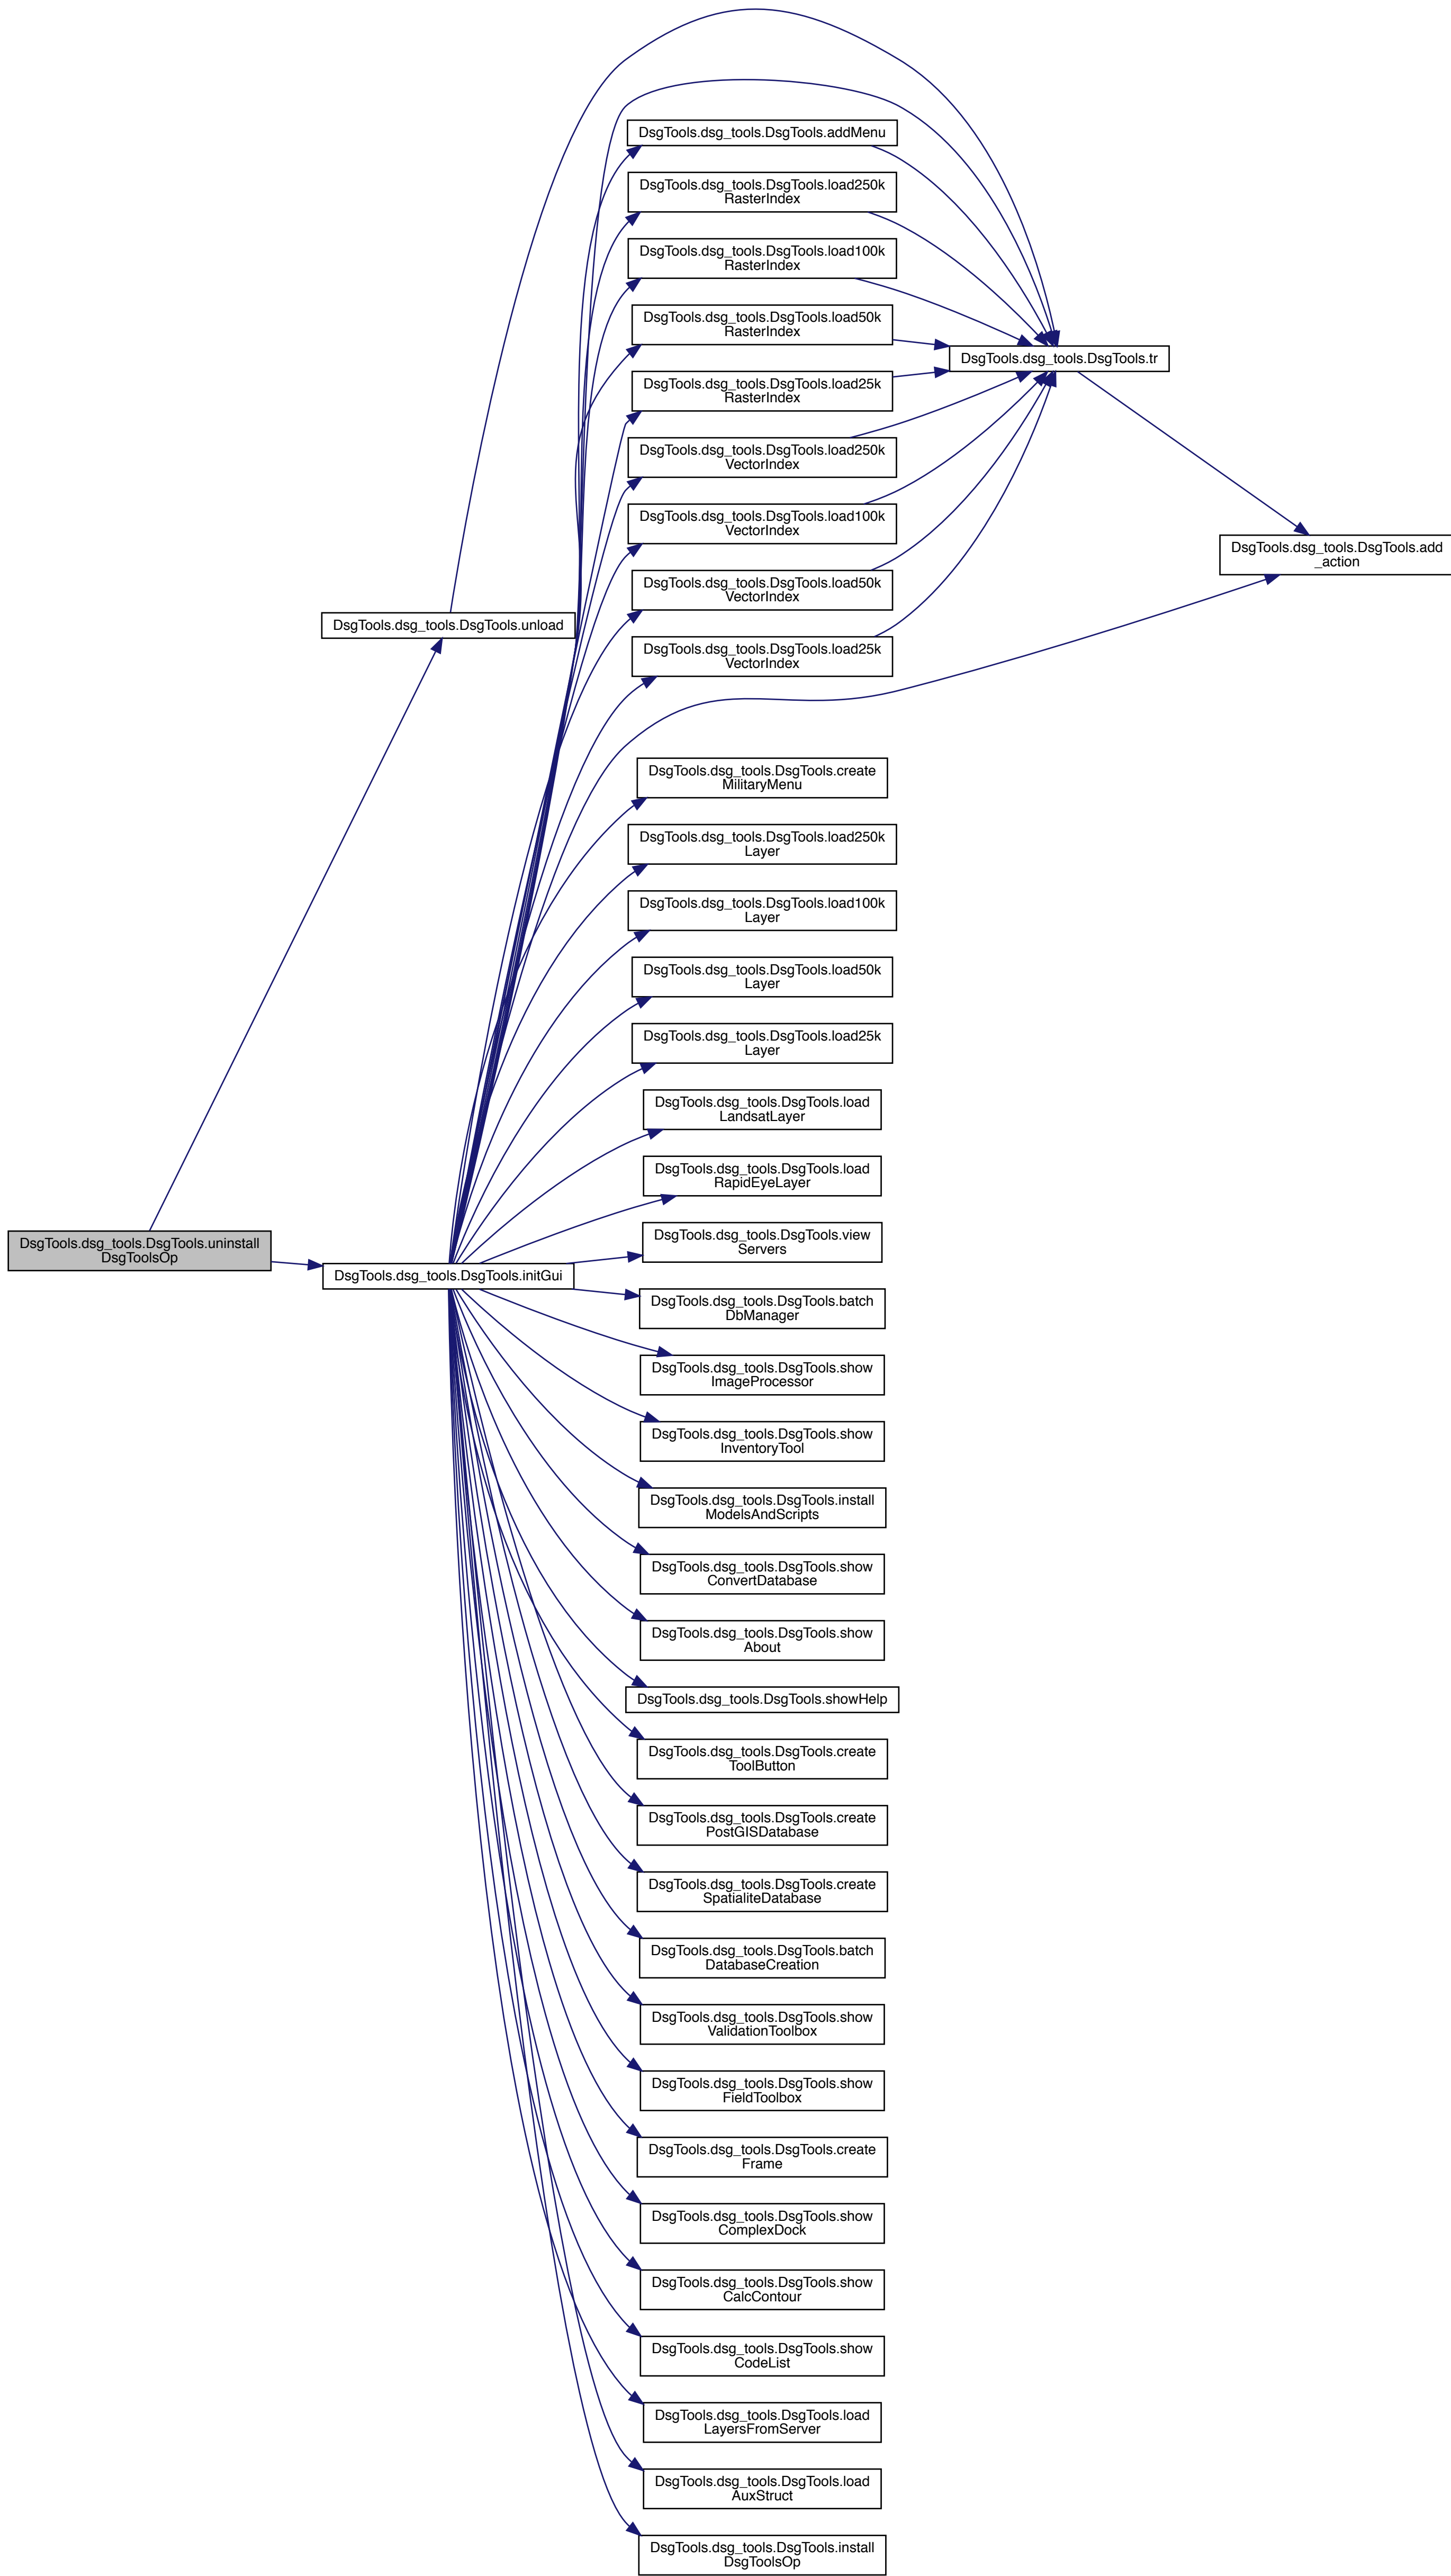 DsgTools.dsg_tools.DsgTools.addMenu
DsgTools.dsg_tools.DsgTools.load250k
RasterIndex
DsgTools.dsg_tools.DsgTools.load100k
RasterIndex
DsgTools.dsg_tools.DsgTools.load50k
RasterIndex
DsgTools.dsg_tools.DsgTools.tr
DsgTools.dsg_tools.DsgTools.load25k
RasterIndex
DsgTools.dsg_tools.DsgTools.load250k
VectorIndex
DsgTools.dsg_tools.DsgTools.load100k
VectorIndex
DsgTools.dsg_tools.DsgTools.add
_action
DsgTools.dsg_tools.DsgTools.load50k
VectorIndex
DsgTools.dsg_tools.DsgTools.unload
DsgTools.dsg_tools.DsgTools.load25k
VectorIndex
DsgTools.dsg_tools.DsgTools.create
MilitaryMenu
DsgTools.dsg_tools.DsgTools.load250k
Layer
DsgTools.dsg_tools.DsgTools.load100k
Layer
DsgTools.dsg_tools.DsgTools.load50k
Layer
DsgTools.dsg_tools.DsgTools.load25k
Layer
DsgTools.dsg_tools.DsgTools.load
LandsatLayer
DsgTools.dsg_tools.DsgTools.load
RapidEyeLayer
DsgTools.dsg_tools.DsgTools.view
Servers
DsgTools.dsg_tools.DsgTools.uninstall
DsgToolsOp
DsgTools.dsg_tools.DsgTools.initGui
DsgTools.dsg_tools.DsgTools.batch
DbManager
DsgTools.dsg_tools.DsgTools.show
ImageProcessor
DsgTools.dsg_tools.DsgTools.show
InventoryTool
DsgTools.dsg_tools.DsgTools.install
ModelsAndScripts
DsgTools.dsg_tools.DsgTools.show
ConvertDatabase
DsgTools.dsg_tools.DsgTools.show
About
DsgTools.dsg_tools.DsgTools.showHelp
DsgTools.dsg_tools.DsgTools.create
ToolButton
DsgTools.dsg_tools.DsgTools.create
PostGISDatabase
DsgTools.dsg_tools.DsgTools.create
SpatialiteDatabase
DsgTools.dsg_tools.DsgTools.batch
DatabaseCreation
DsgTools.dsg_tools.DsgTools.show
ValidationToolbox
DsgTools.dsg_tools.DsgTools.show
FieldToolbox
DsgTools.dsg_tools.DsgTools.create
Frame
DsgTools.dsg_tools.DsgTools.show
ComplexDock
DsgTools.dsg_tools.DsgTools.show
CalcContour
DsgTools.dsg_tools.DsgTools.show
CodeList
DsgTools.dsg_tools.DsgTools.load
LayersFromServer
DsgTools.dsg_tools.DsgTools.load
AuxStruct
DsgTools.dsg_tools.DsgTools.install
DsgToolsOp